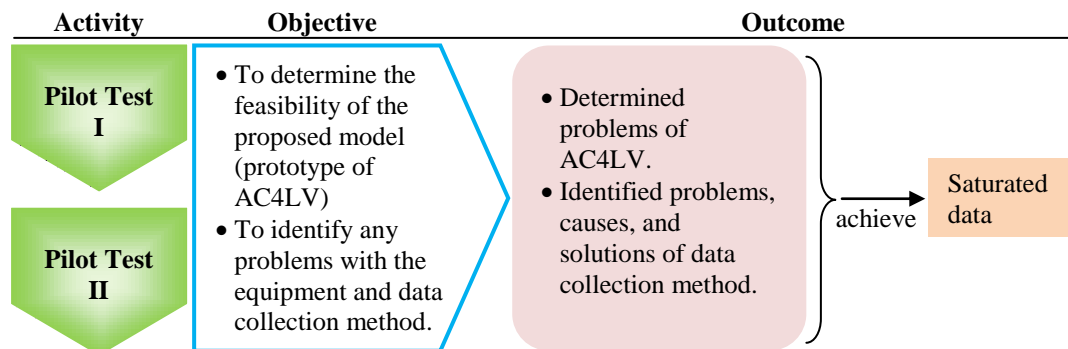 Activity
Objective
Outcome
Pilot Test
I
Pilot Test
II
• To determine the
feasibility of the
proposed model
(prototype of
AC4LV)
• To identify any
problems with the
equipment and data
collection method.
• Determined
problems of
AC4LV.
• Identified problems,
causes, and
solutions of data
collection method.
achieve
Saturated
data